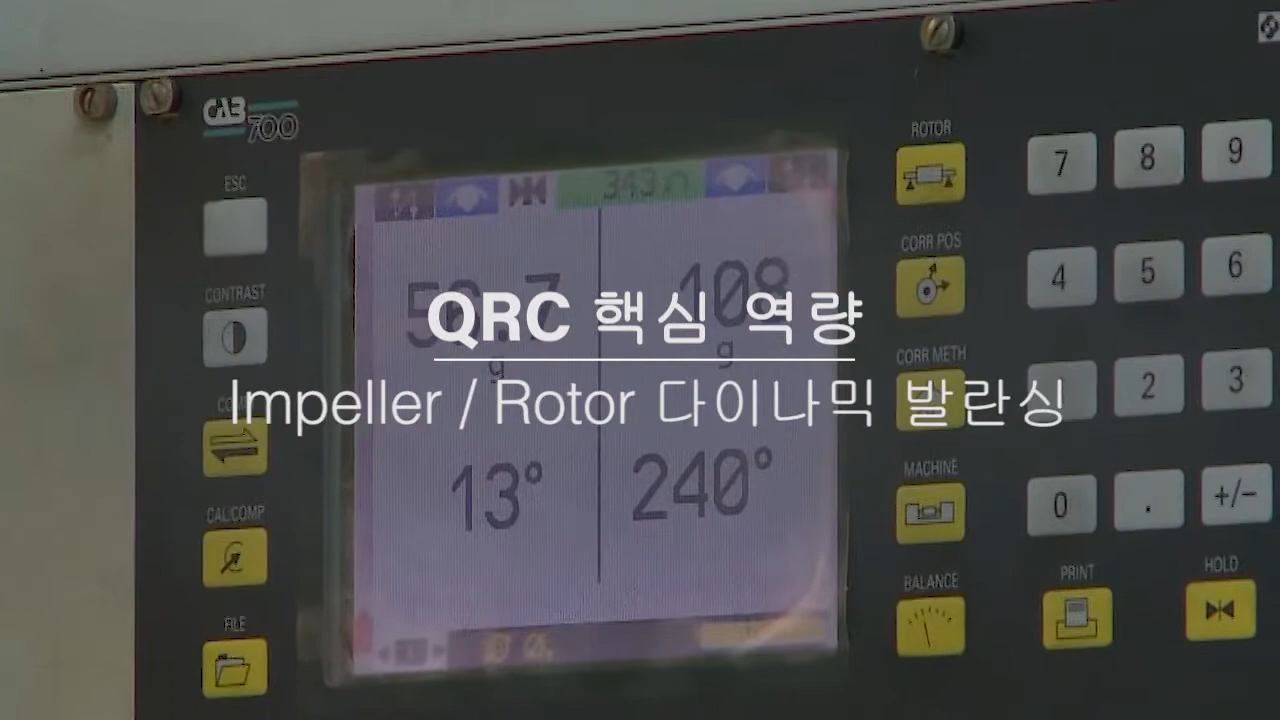 CAB
700
ESC
CONTRAST
CAL.COMP
FILE
343
108
g
g
13°
240°
QRC 핵심 역량
Impeller / Rotor 다이나믹 발란싱
ROTOR
CORR POS
CORR METH
MACHINE
BALANCE
7 8 9
4 5 6
2 3
0 . +/-
PRINT
HOLD